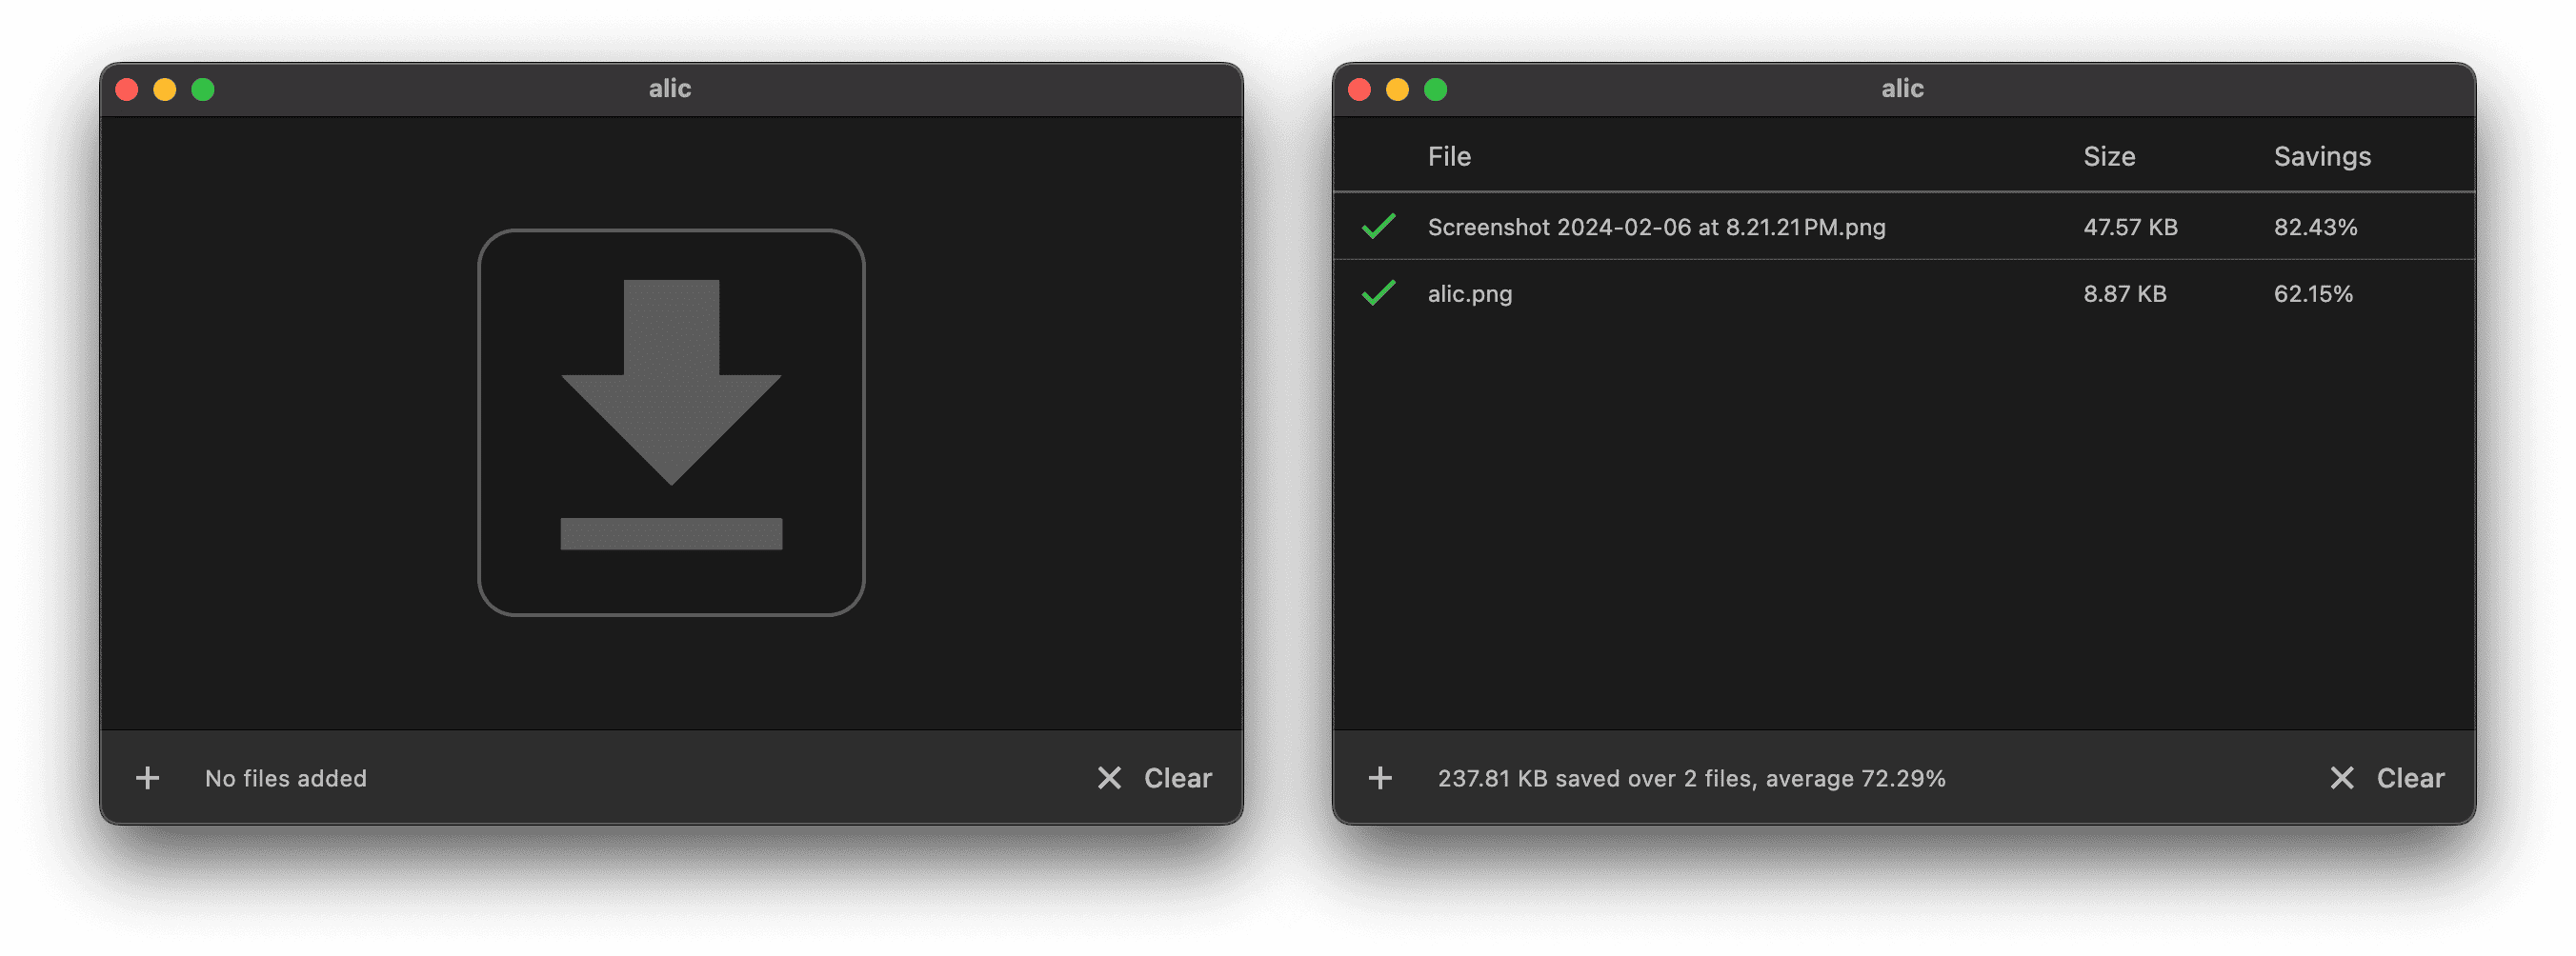 alic
No files added
Clear
alic
File Size Savings
Screenshot 2024-02-06 at 8.21.21 PM.png 47.57 KB 82.43%
alic.png 8.87 KB 62.15%
237.81 KB saved over 2 files, average 72.29%
Clear